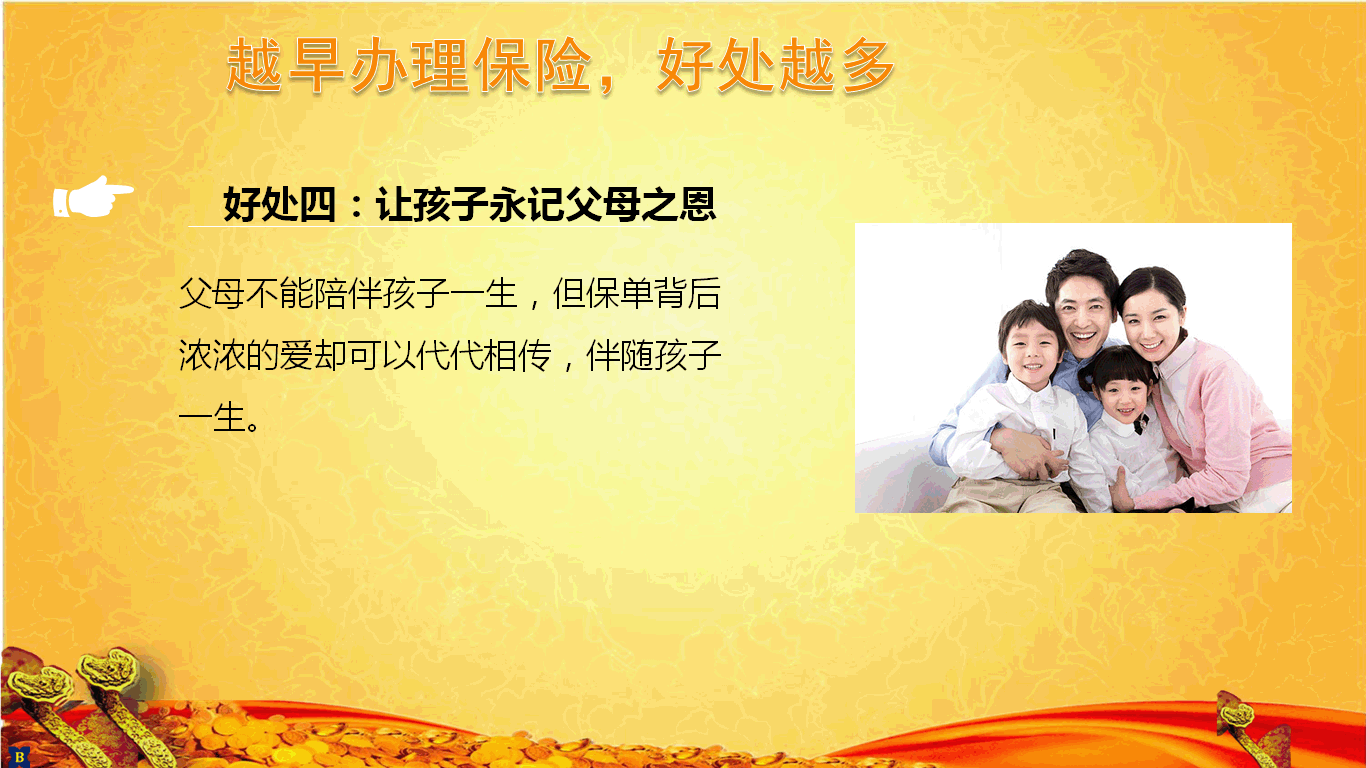 越早办理保险，好处越多
好处四：让孩子永记父母之恩
父母不能陪伴孩子一生，但保单背后
浓浓的爱却可以代代相传，伴随孩子
一生。
B